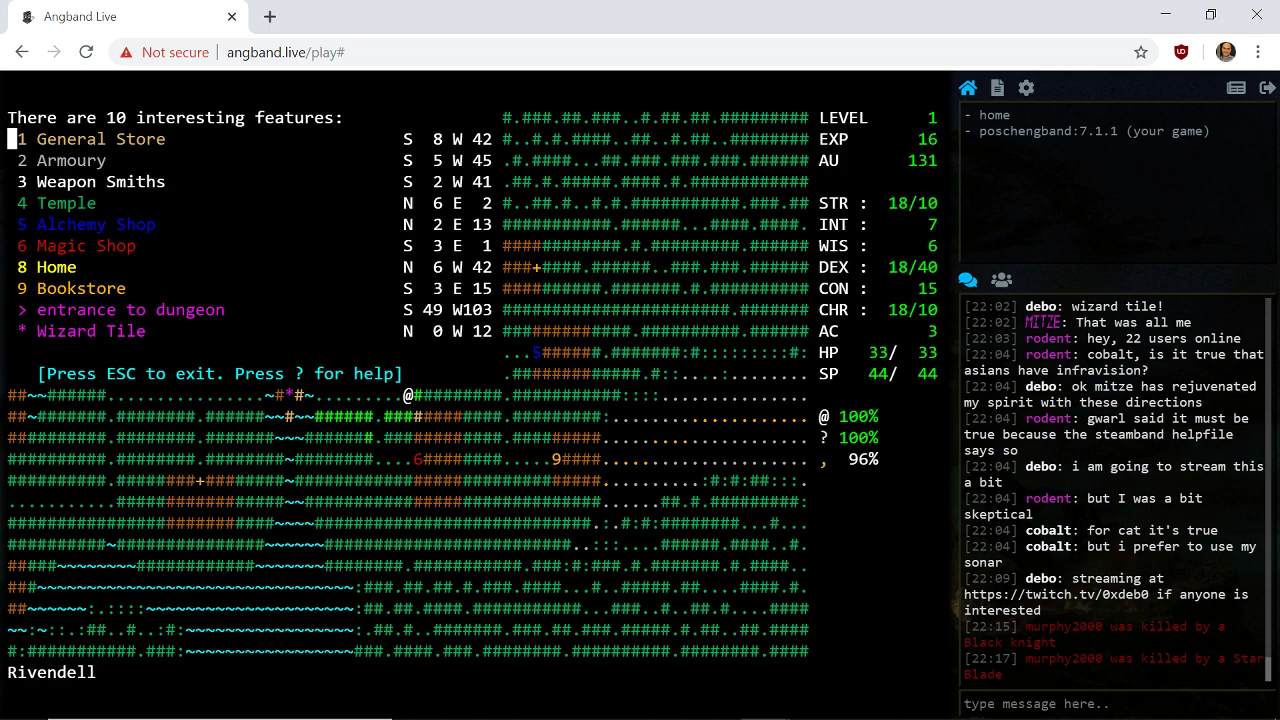 Angband Live
Not secure
angband.live/play#
There are 10 interesting features:
1 General Store S 8 W 42
2 Armoury S 5 W 45
3 Weapon Smiths S 2 W 41
4 Temple N 6 E 2
5 Alchemy Shop N 2 E 13
6 Magic Shop S 3 E 1
8 Home N 6 W 42
9 Bookstore S 3 E 15
> entrance to dungeon S 49 W103
* Wizard Tile N 0 W 12
[Press ESC to exit. Press ? for help]
LEVEL 1
EXP 16
AU 131
STR : 18/10
INT : 7
WIS : 6
DEX : 18/40
CON : 15
CHR : 18/10
AC 3
HP 33/ 33
SP 44/ 44
@ 100%
? 100%
, 96%
Rivendell
- home
- poschengband:7.1.1 (your game)
[22:02] debo: wizard tile!
[22:02] MITZE: That was all me
[22:03] rodent: hey, 22 users online
[22:04] rodent: cobalt, is it true that
asians have infravision?
[22:04] debo: ok mitze has rejuvenated
my spirit with these directions
[22:04] rodent: gwarl said it must be
true because the steamband helpfile
says so
[22:04] debo: i am going to stream this
a bit
[22:04] rodent: but I was a bit
skeptical
[22:04] cobalt: for cat it's true
[22:04] cobalt: but i prefer to use my
sonar
[22:09] debo: streaming at
https://twitch.tv/0xdeb0 if anyone is
interested
[22:15] murphy2000 was killed by a
Black knight
[22:17] murphy2000 was killed by a Star
Blade
type message here..